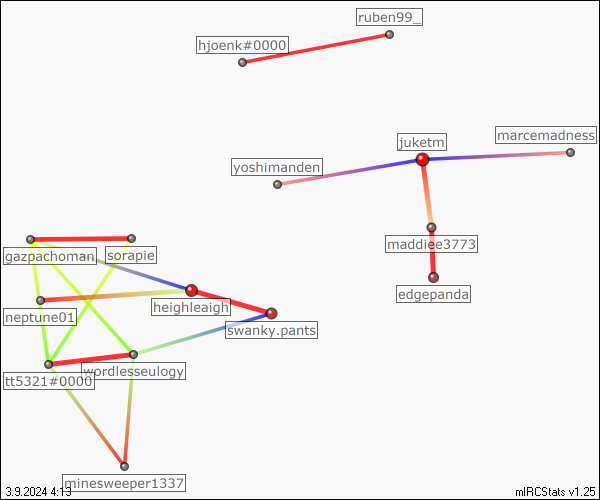 ruben99_
hjoenk#0000
marcemadness
juketm
yoshimanden
maddiee3773
gazpachoman
sorapie
edgepanda
heighleaigh
neptune01
swanky.pants
wordlesseulogy
tt5321#0000
minesweeper1337
3.9.2024 4:13
mIRCStats v1.25